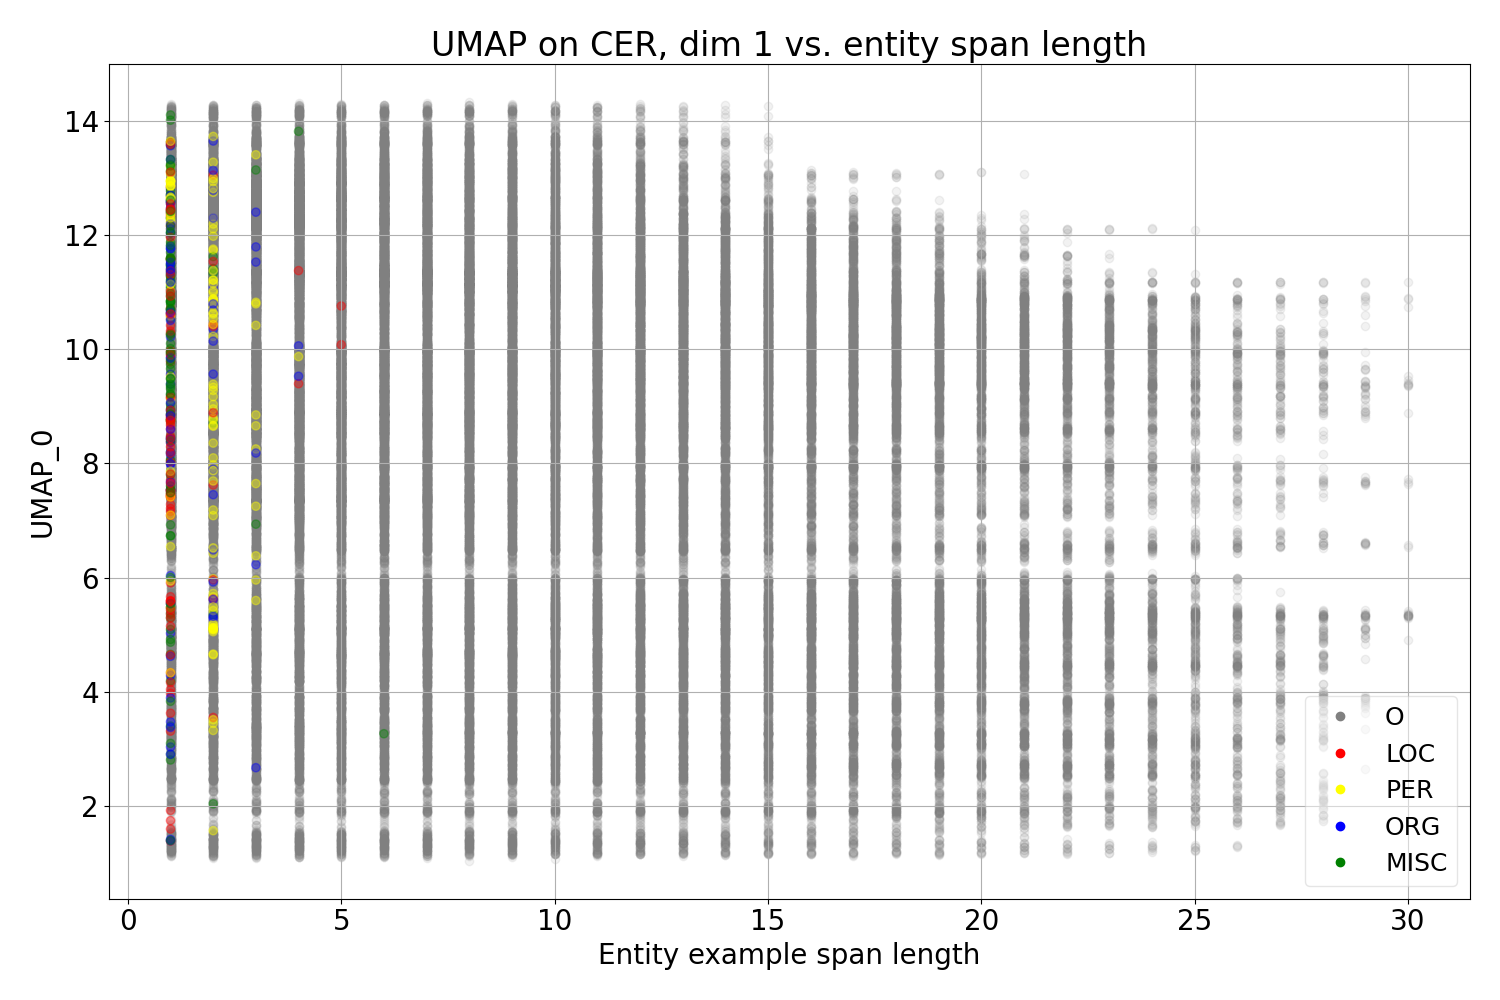 UMAP on CER, dim 1 vs. entity span length
UMAP_0
14
12
10
8
6
4
2
0 5 10 15 20 25 30
Entity example span length
O
LOC
PER
ORG
MISC